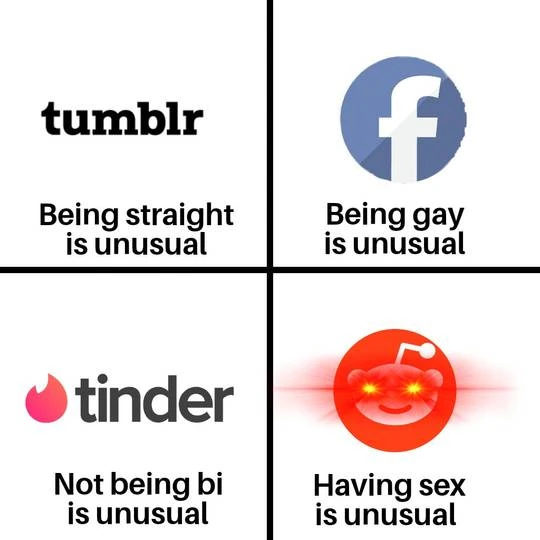 tumblr
Being straight
is unusual
f
Being gay
is unusual
tinder
Not being bi
is unusual
Having sex
is unusual